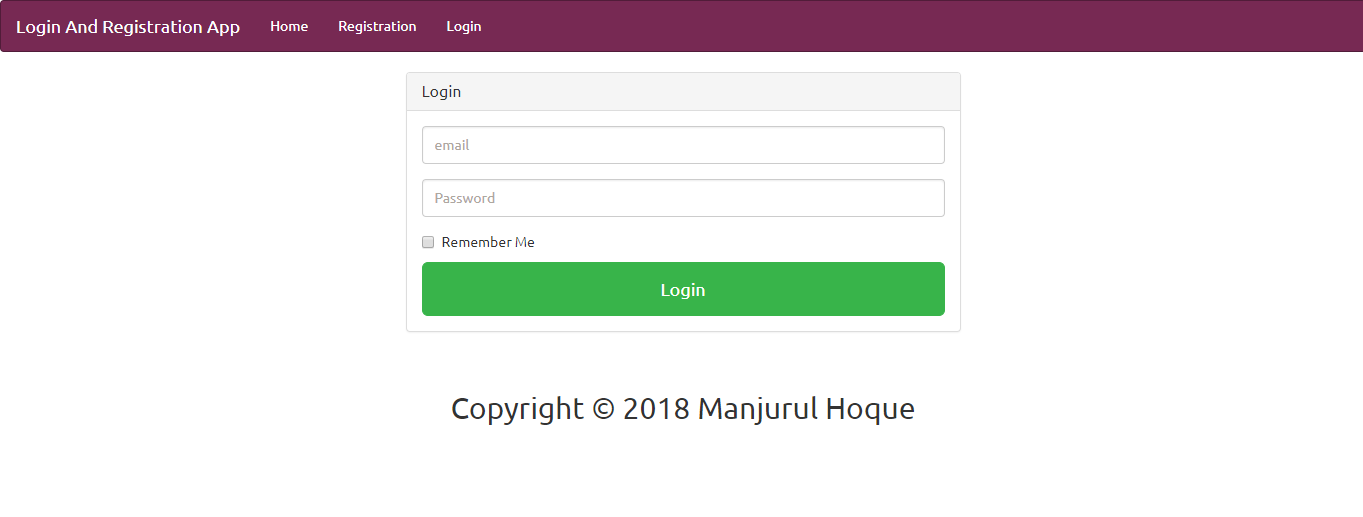 Login And Registration App Home Registration Login
Login
email
Password
Remember Me
Login
Copyright © 2018 Manjurul Hoque